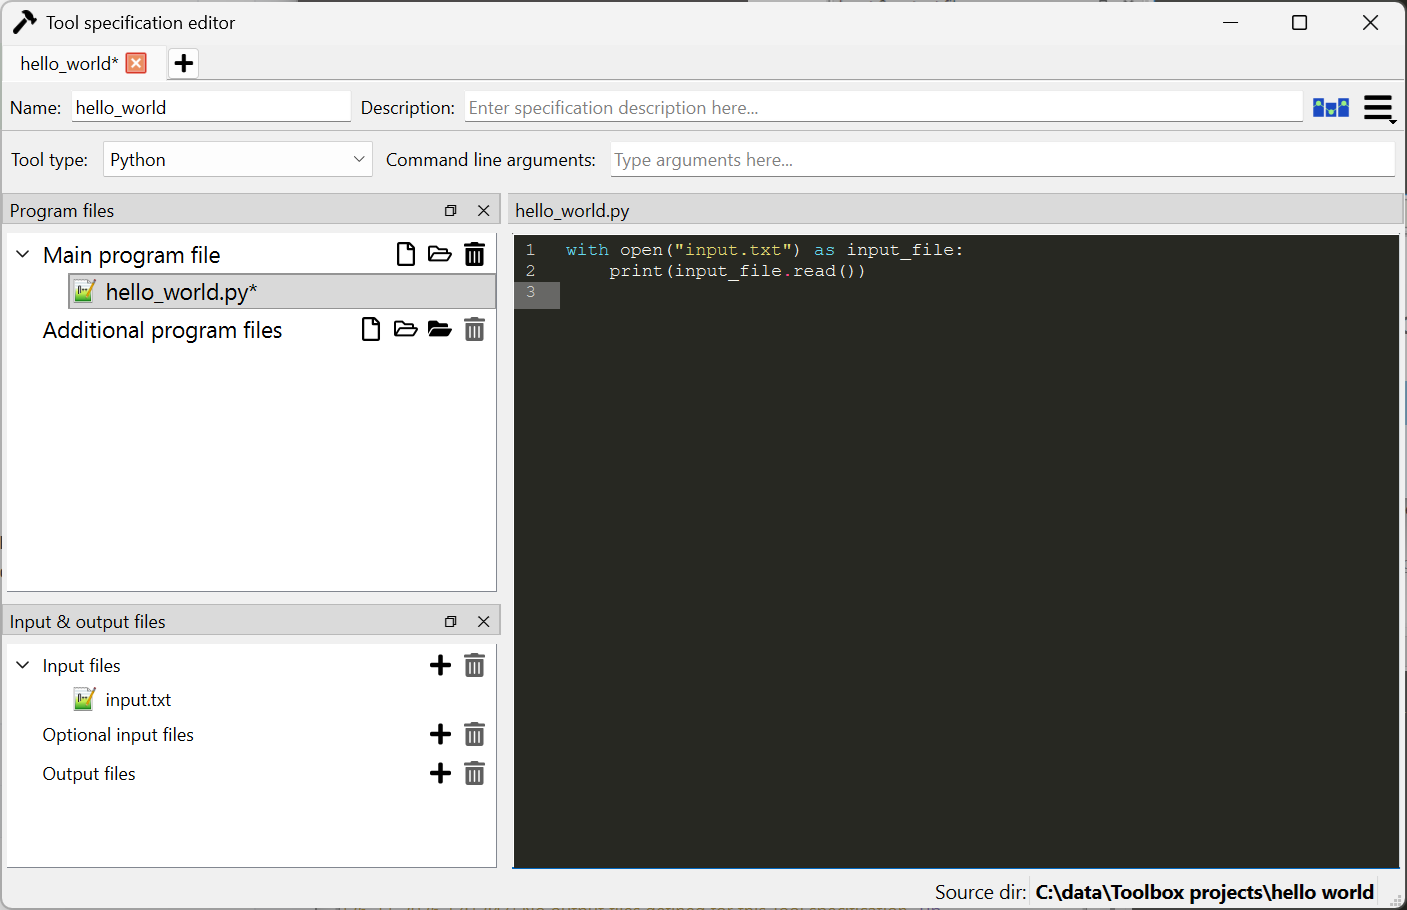 Tool specification editor
hello_world*
Name: hello_world Description: Enter specification description here...
Tool type: Python Command line arguments: Type arguments here...
Program files
Main program file
hello_world.py*
Additional program files
hello_world.py
1 with open("input.txt") as input_file:
2     print(input_file.read())
3
Input & output files
Input files
input.txt
Optional input files
Output files
Source dir: C:\data\Toolbox projects\hello world